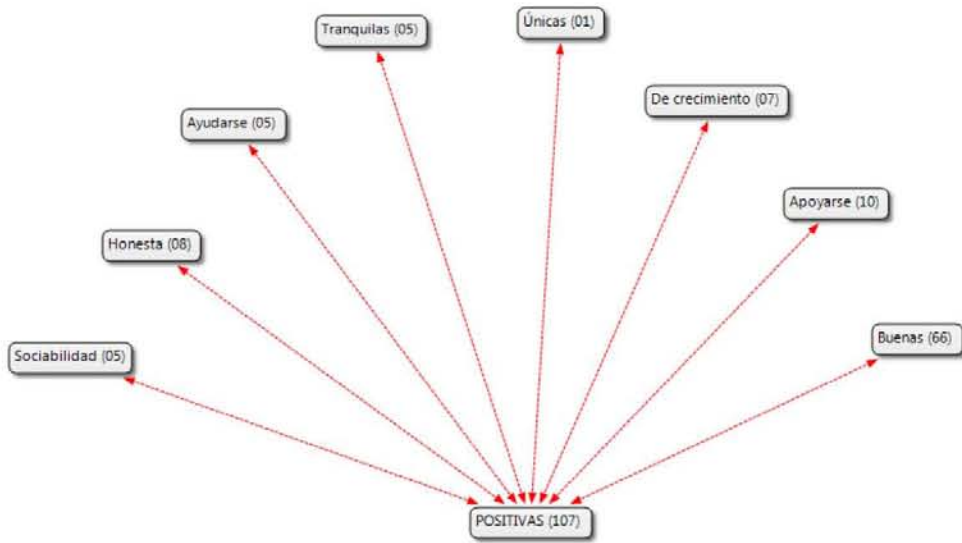 Únicas (01)
Tranquilas (05)
De crecimiento (07)
Ayudarse (05)
Apoyarse (10)
Honesta (08)
Buenas (66)
Sociabilidad (05)
POSITIVAS (107)